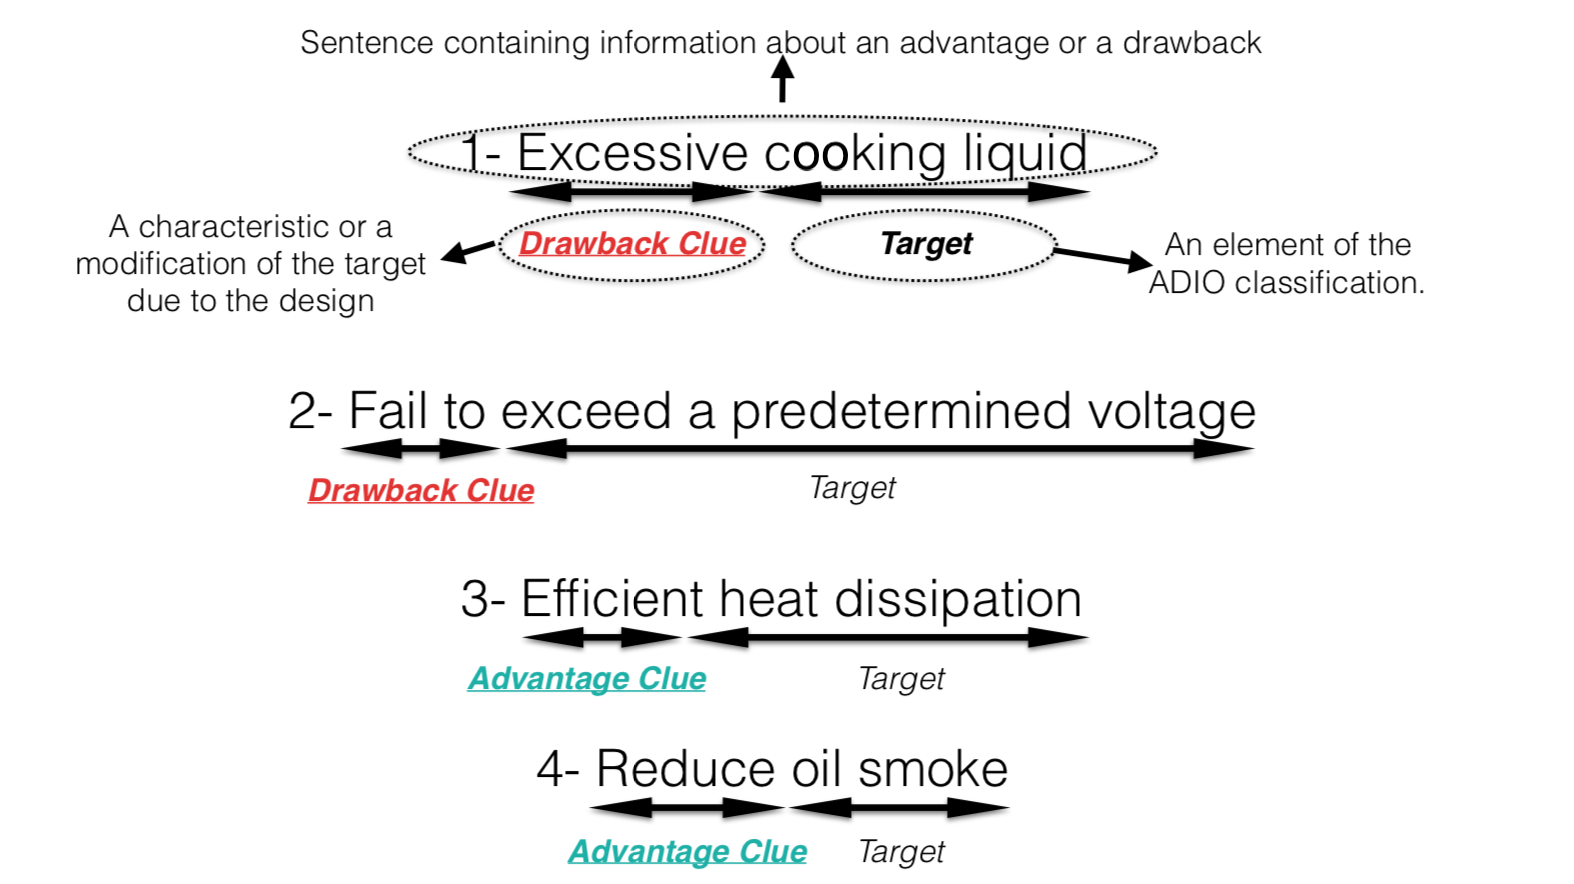 Sentence containing information about an advantage or a drawback
1- Excessive cooking liquid
Drawback Clue Target
A characteristic or a
modification of the target
due to the design
An element of the
ADIO classification.
2- Fail to exceed a predetermined voltage
Drawback Clue Target
3- Efficient heat dissipation
Advantage Clue Target
4- Reduce oil smoke
Advantage Clue Target